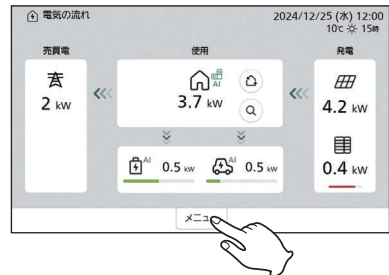 電気の流れ
2024/12/25 (水) 12:00
10℃ 15時
売買電
使用
発電
2 kW
AI
3.7 kW
4.2 kW
AI 0.5 kW
AI 0.5 kW
0.4 kW
メニュ